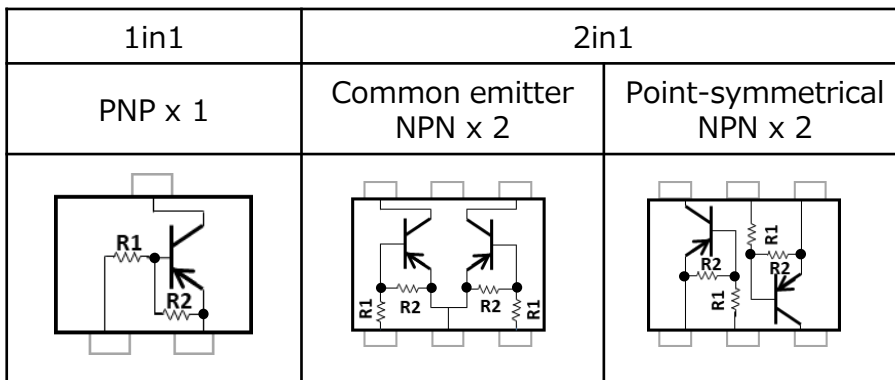 1in1
2in1
PNP x 1
Common emitter
NPN x 2
Point-symmetrical
NPN x 2
R1
R2
R1
R2
R2
R1
R2
R1
R1
R2